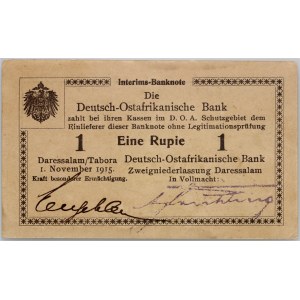 Interims-Banknote
Die
Deutsch-Ostafrikanische Bank
zahlt bei ihren Kassen im D. O. A. Schutzgebiet dem
Einlieferer dieser Banknote ohne Legitimationsprüfung
1 Eine Rupie 1
Daressalam/Tabora Deutsch-Ostafrikanische Bank
1. November 1915. Zweigniederlassung Daressalam
Kraft besonderer Ermächtigung. In Vollmacht: